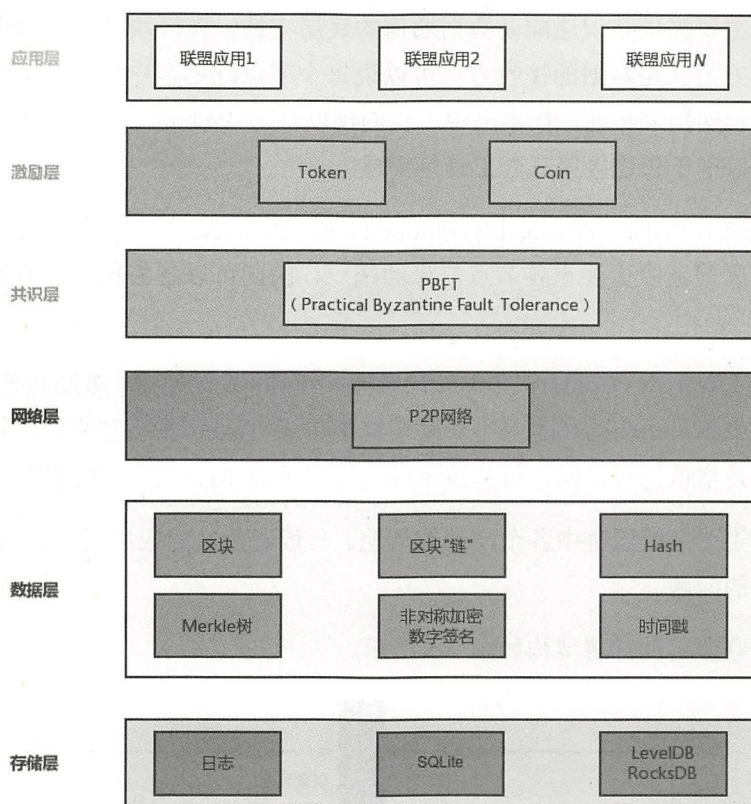 应用层
联盟应用1
联盟应用2
联盟应用N
激励层
Token
Coin
共识层
PBFT
( Practical Byzantine Fault Tolerance )
网络层
P2P网络
数据层
区块
区块"链"
Hash
Merkle树
非对称加密
数字签名
时间戳
存储层
日志
SQLite
LevelDB
RocksDB